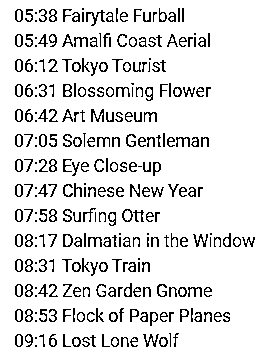 05:38 Fairytale Furball
05:49 Amalfi Coast Aerial
06:12 Tokyo Tourist
06:31 Blossoming Flower
06:42 Art Museum
07:05 Solemn Gentleman
07:28 Eye Close-up
07:47 Chinese New Year
07:58 Surfing Otter
08:17 Dalmatian in the Window
08:31 Tokyo Train
08:42 Zen Garden Gnome
08:53 Flock of Paper Planes
09:16 Lost Lone Wolf